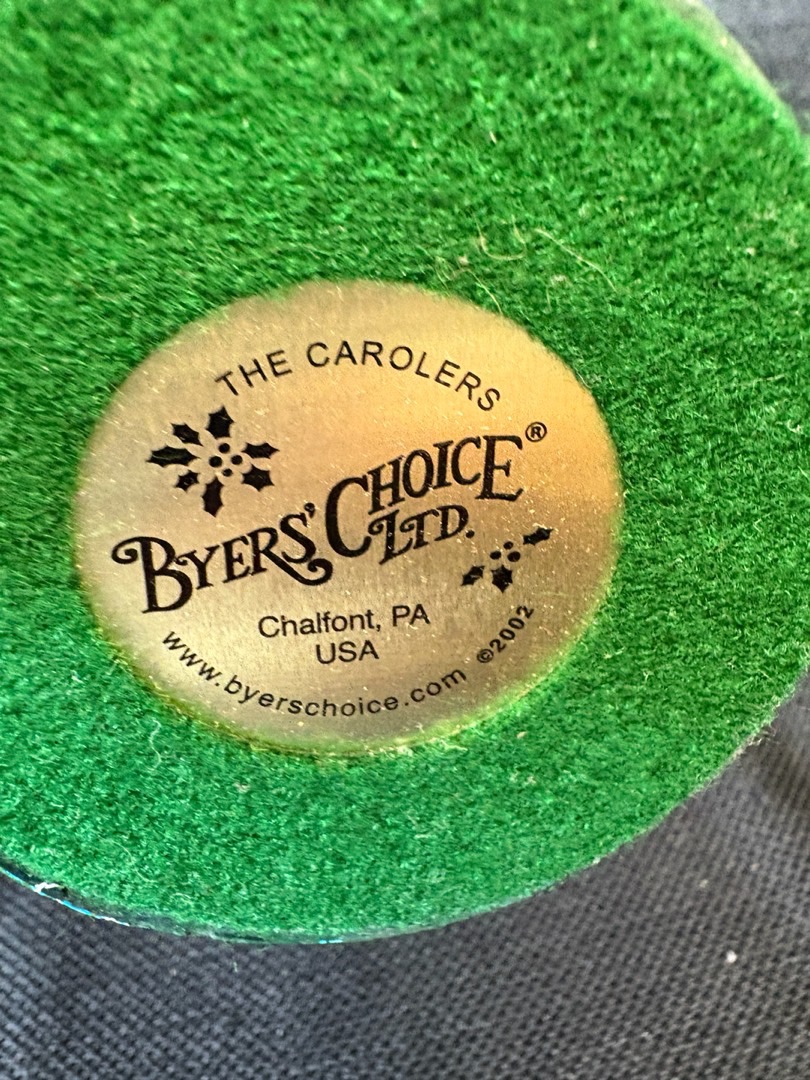 THE CAROLERS
BYERS' CHOICE®
LTD.
Chalfont, PA
USA
www.byerschoice.com ©2002